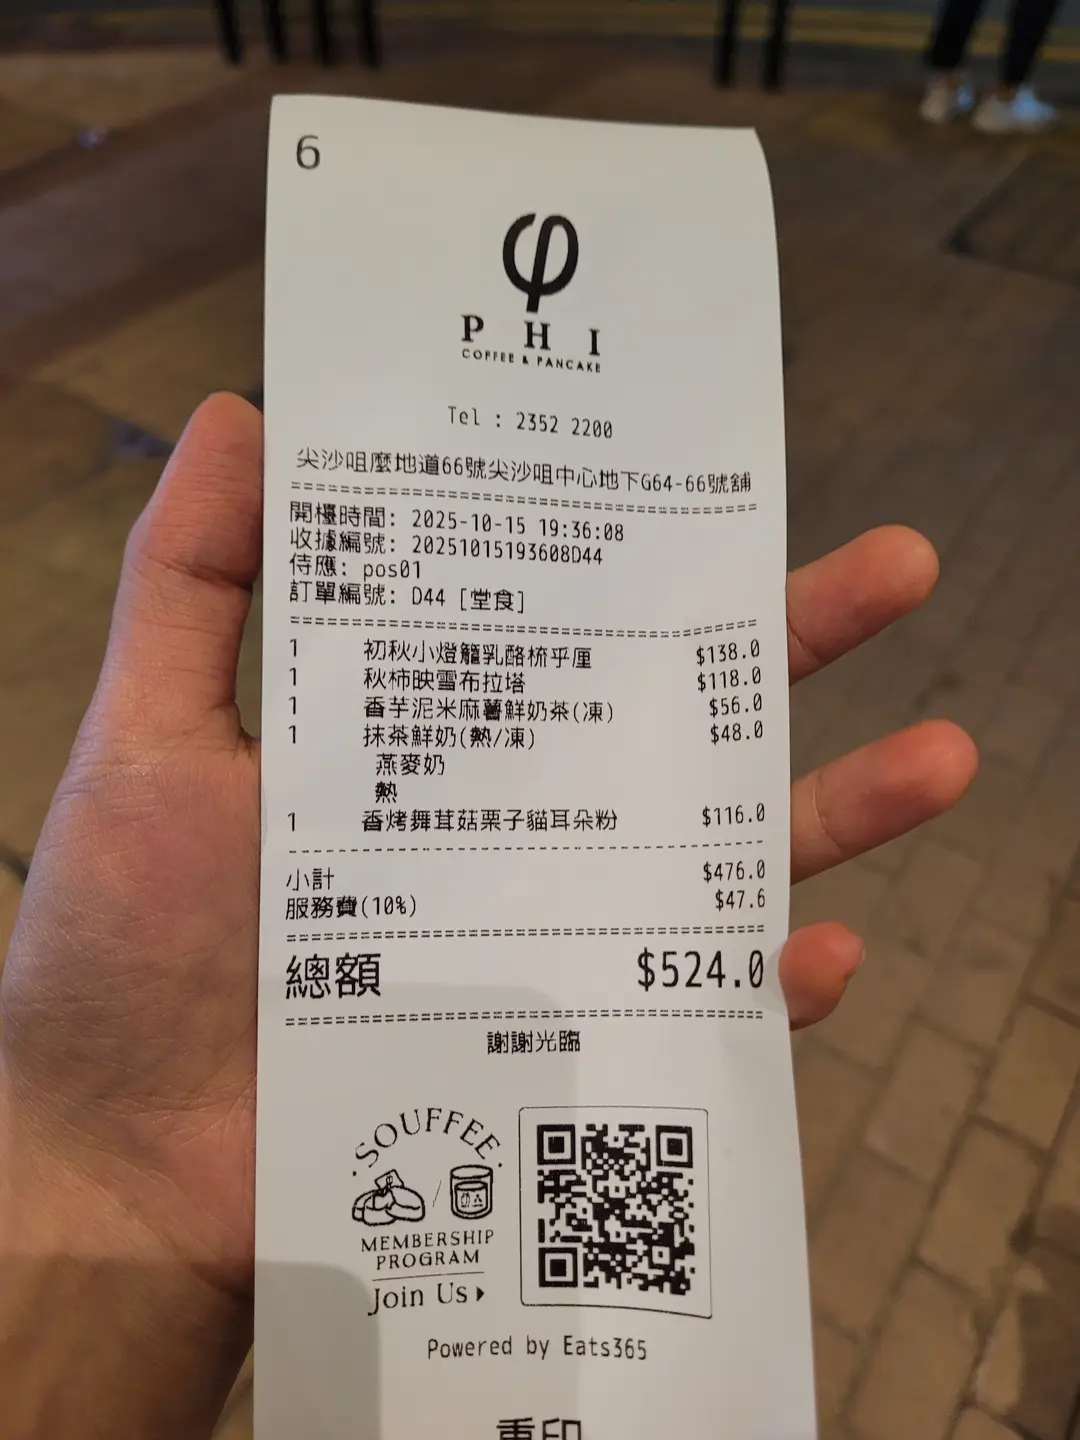 6
φ
PHI
COFFEE & PANCAKE
Tel : 2352 2200
尖沙咀麼地道66號尖沙咀中心地下G64-66號舖
開檯時間: 2025-10-15 19:36:08
收據編號: 20251015193608D44
侍應: pos01
訂單編號: D44 [堂食]
1 初秋小燈籠乳酪梳乎厘 $138.0
1 秋柿映雪布拉塔 $118.0
1 香芋泥米麻薯鮮奶茶(凍) $56.0
1 抹茶鮮奶(熱/凍) $48.0
燕麥奶
熱
1 香烤舞茸菇栗子貓耳朵粉 $116.0
小計 $476.0
服務費(10%) $47.6
總額 $524.0
謝謝光臨
·SOUFFEE·
MEMBERSHIP
PROGRAM
Join Us
Powered by Eats365
重印